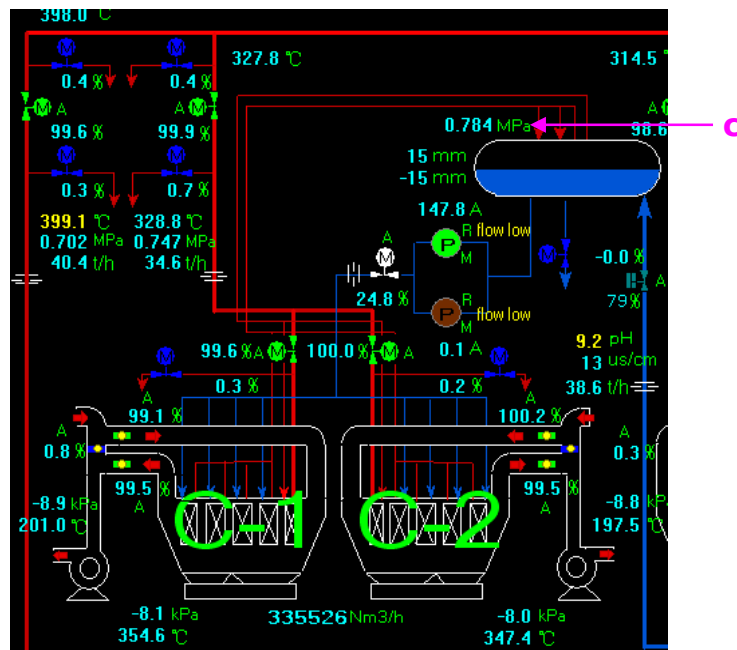 398.0 ℃
327.8 ℃ 314.5
M M
0.4 % 0.4 %
M A A M A
99.6 % 99.9 % 0.784 MPa 98.6 c
M M 15 mm
0.3 % 0.7 % -15 mm
399.1 ℃ 328.8 ℃ 147.8 A
0.702 MPa 0.747 MPa R flow low
40.4 t/h 34.6 t/h A P M M -0.0 %
M A
24.8 % R 79%
P flow low
M 9.2 pH
99.6 % A M 100.0 % M A 0.1 A 13 us/cm
M 0.3 % 0.2 % M 38.6 t/h
A 99.1 % 100.2 % A
A A
0.8 % 0.3 %
99.5 % 99.5 %
A A
-8.9 kPa C-1 C-2 -8.8 kP
201.0 ℃ 197.5 ℃
-8.1 kPa 335526 Nm3/h -8.0 kPa
354.6 ℃ 347.4 ℃